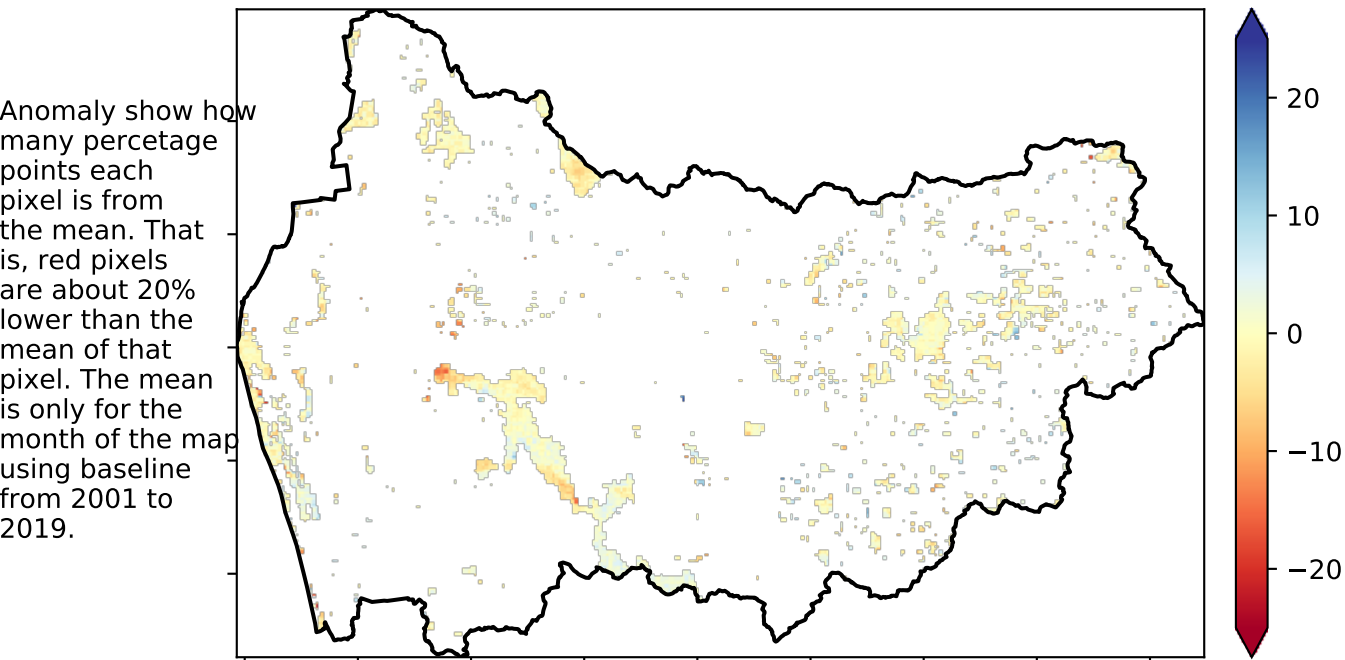 Anomaly show how
many percetage
points each
pixel is from
the mean. That
is, red pixels
are about 20%
lower than the
mean of that
pixel. The mean
is only for the
month of the map
using baseline
from 2001 to
2019.
20
10
0
−10
−20